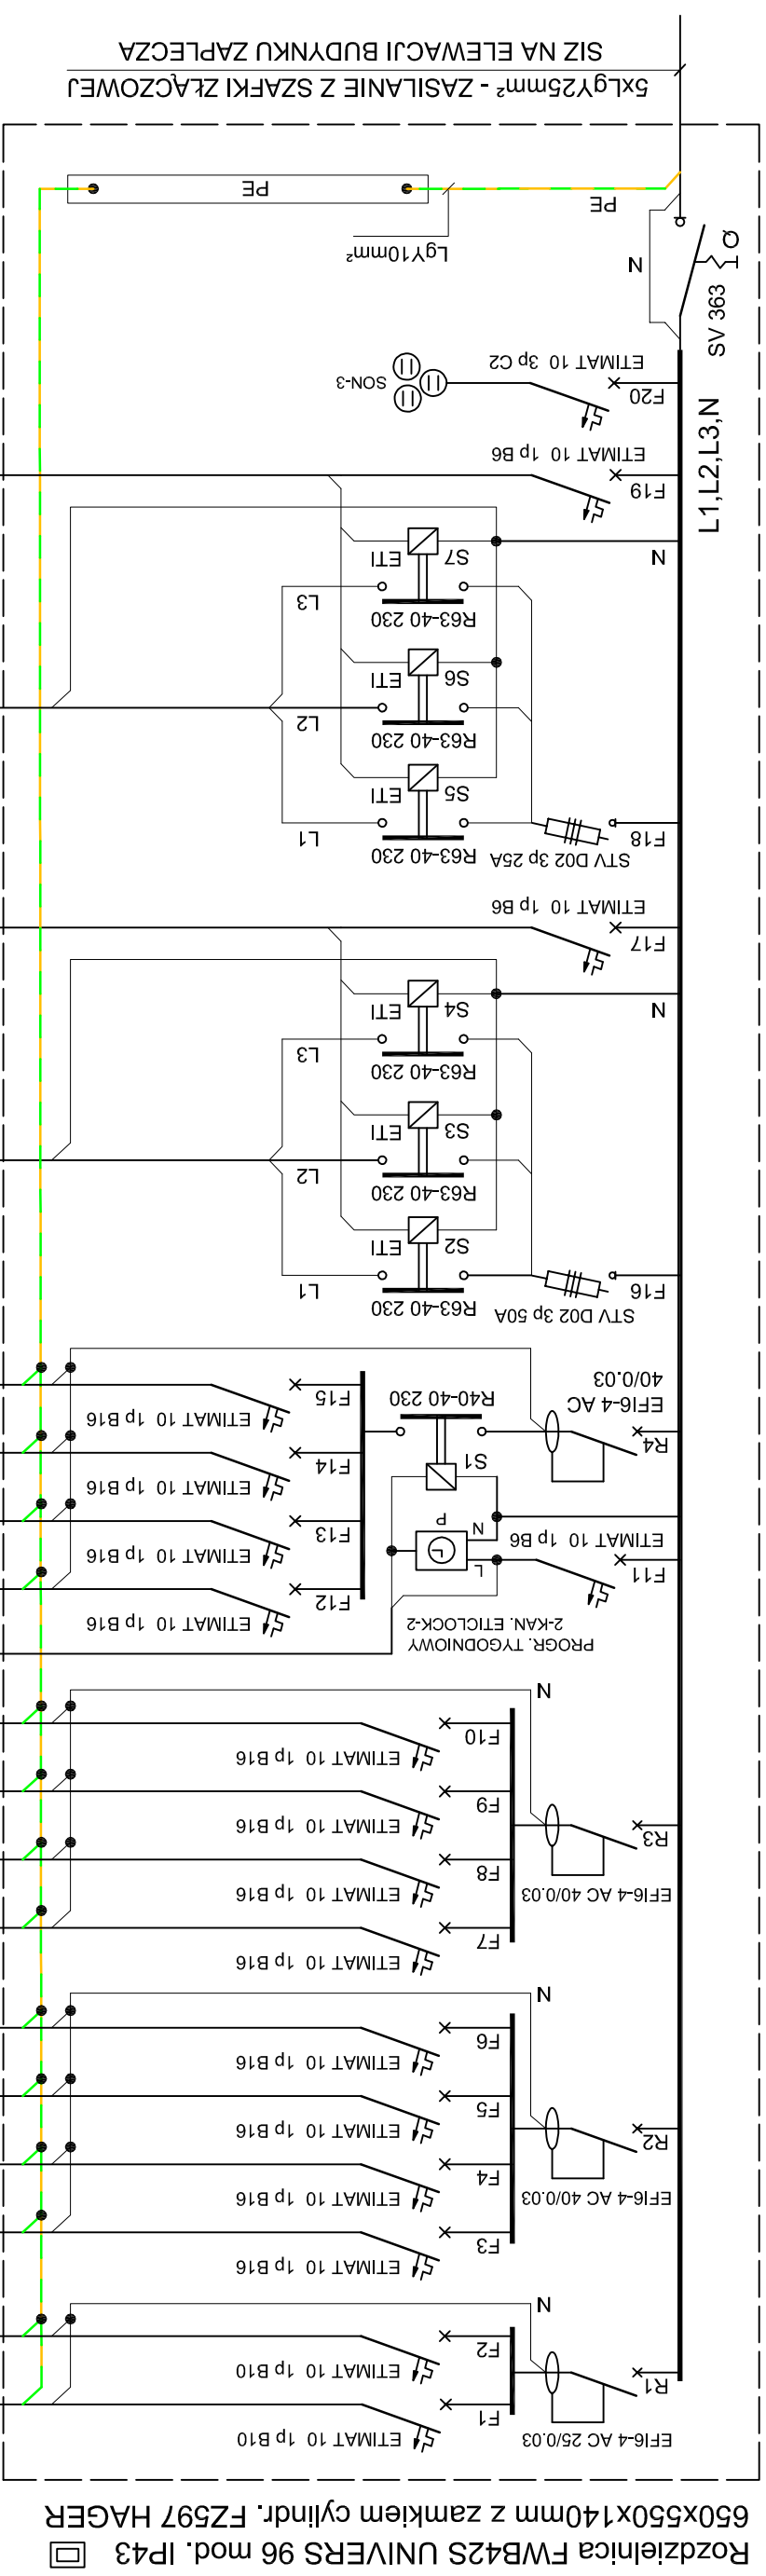 Rozdzielnica FWB42S UNIVERS 96 mod. IP43
650x550x140mm z zamkiem cylindr. FZ597 HAGER
EFI6-4 AC 25/0.03
R1
N
F1
ETIMAT 10 1p B10
F2
ETIMAT 10 1p B10
EFI6-4 AC 40/0.03
R2
N
F3
ETIMAT 10 1p B16
F4
ETIMAT 10 1p B16
F5
ETIMAT 10 1p B16
F6
ETIMAT 10 1p B16
EFI6-4 AC 40/0.03
R3
N
F7
ETIMAT 10 1p B16
F8
ETIMAT 10 1p B16
F9
ETIMAT 10 1p B16
F10
ETIMAT 10 1p B16
PROGR. TYGODNIOWY
2-KAN. ETICLOCK-2
F11
ETIMAT 10 1p B6
L
N
P
S1
R40-40 230
R4
EFI6-4 AC
40/0.03
F12
ETIMAT 10 1p B16
F13
ETIMAT 10 1p B16
F14
ETIMAT 10 1p B16
F15
ETIMAT 10 1p B16
STV D02 3p 50A
F16
R63-40 230
L1
S2
ETI
R63-40 230
L2
S3
ETI
R63-40 230
L3
S4
ETI
N
F17
ETIMAT 10 1p B6
STV D02 3p 25A
F18
R63-40 230
L1
S5
ETI
R63-40 230
L2
S6
ETI
R63-40 230
L3
S7
ETI
N
F19
ETIMAT 10 1p B6
L1,L2,L3,N
F20
ETIMAT 10 3p C2
SON-3
SV 363
Q
N
LgY10mm²
PE
PE
5xLgY25mm² - ZASILANIE Z SZAFKI ZŁĄCZOWEJ
SIZ NA ELEWACJI BUDYNKU ZAPLECZA